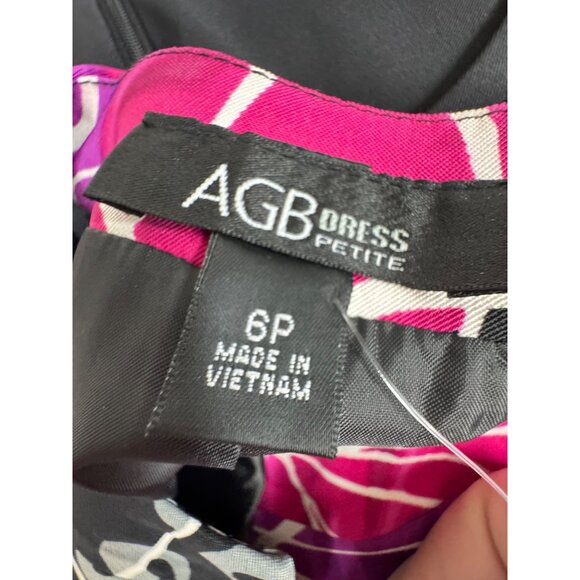 AGB DRESS
PETITE
6P
MADE IN
VIETNAM